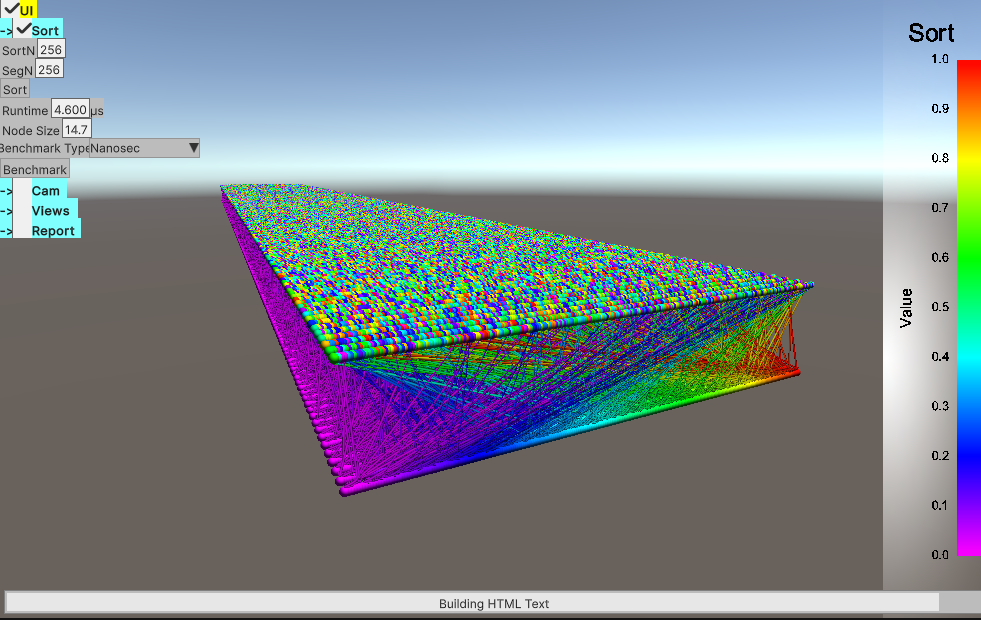 UI
-> Sort
SortN 256
SegN 256
Sort
Runtime 4.600 µs
Node Size 14.7
Benchmark Type Nanosec
Benchmark
-> Cam
-> Views
-> Report
Sort
1.0
0.9
0.8
0.7
0.6
0.5
0.4
0.3
0.2
0.1
0.0
Value
Building HTML Text